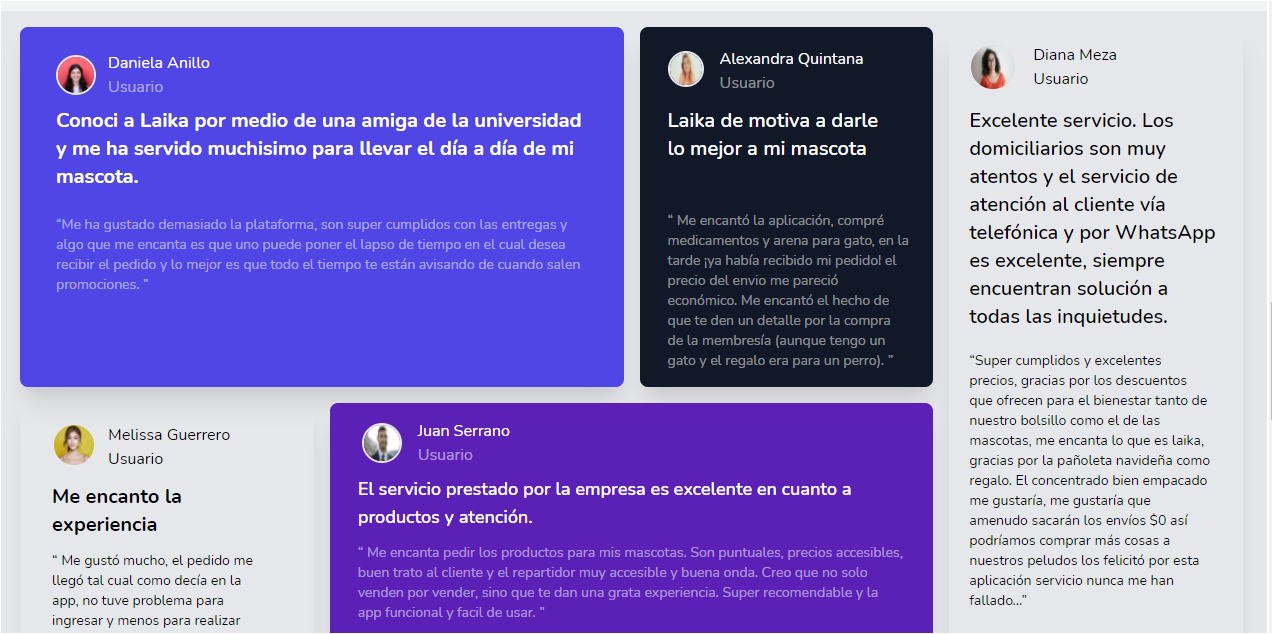 Daniela Anillo
Usuario
Conoci a Laika por medio de una amiga de la universidad
y me ha servido muchisimo para llevar el día a día de mi
mascota.
“Me ha gustado demasiado la plataforma, son super cumplidos con las entregas y
algo que me encanta es que uno puede poner el lapso de tiempo en el cual desea
recibir el pedido y lo mejor es que todo el tiempo te están avisando de cuando salen
promociones. ”
Alexandra Quintana
Usuario
Laika de motiva a darle
lo mejor a mi mascota
“ Me encantó la aplicación, compré
medicamentos y arena para gato, en la
tarde ¡ya había recibido mi pedido! el
precio del envio me pareció
económico. Me encantó el hecho de
que te den un detalle por la compra
de la membresía (aunque tengo un
gato y el regalo era para un perro). ”
Diana Meza
Usuario
Excelente servicio. Los
domiciliarios son muy
atentos y el servicio de
atención al cliente vía
telefónica y por WhatsApp
es excelente, siempre
encuentran solución a
todas las inquietudes.
“Super cumplidos y excelentes
precios, gracias por los descuentos
que ofrecen para el bienestar tanto de
nuestro bolsillo como el de las
mascotas, me encanta lo que es laika,
gracias por la pañoleta navideña como
regalo. El concentrado bien empacado
me gustaría, me gustaría que
amenudo sacarán los envíos $0 así
podríamos comprar más cosas a
nuestros peludos los felicitó por esta
aplicación servicio nunca me han
fallado...”
Melissa Guerrero
Usuario
Me encanto la
experiencia
“ Me gustó mucho, el pedido me
llegó tal cual como decía en la
app, no tuve problema para
ingresar y menos para realizar
Juan Serrano
Usuario
El servicio prestado por la empresa es excelente en cuanto a
productos y atención.
“ Me encanta pedir los productos para mis mascotas. Son puntuales, precios accesibles,
buen trato al cliente y el repartidor muy accesible y buena onda. Creo que no solo
venden por vender, sino que te dan una grata experiencia. Super recomendable y la
app funcional y facil de usar. ”